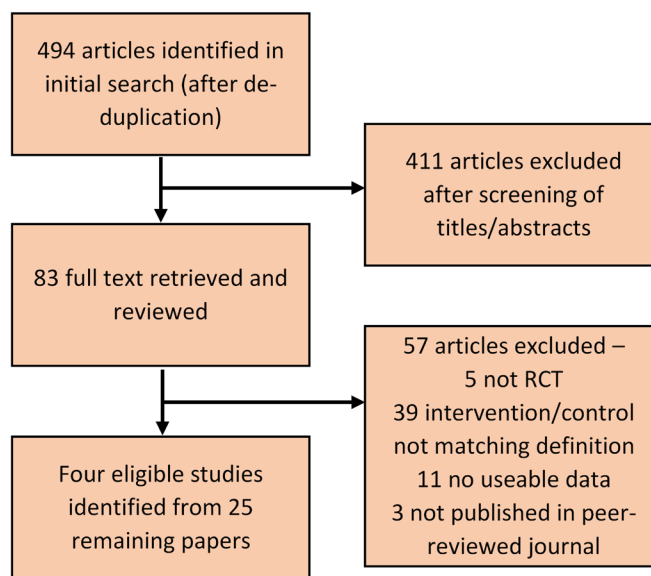 494 articles identified in
initial search (after de-
duplication)
411 articles excluded
after screening of
titles/abstracts
83 full text retrieved and
reviewed
57 articles excluded –
5 not RCT
39 intervention/control
not matching definition
11 no useable data
3 not published in peer-
reviewed journal
Four eligible studies
identified from 25
remaining papers